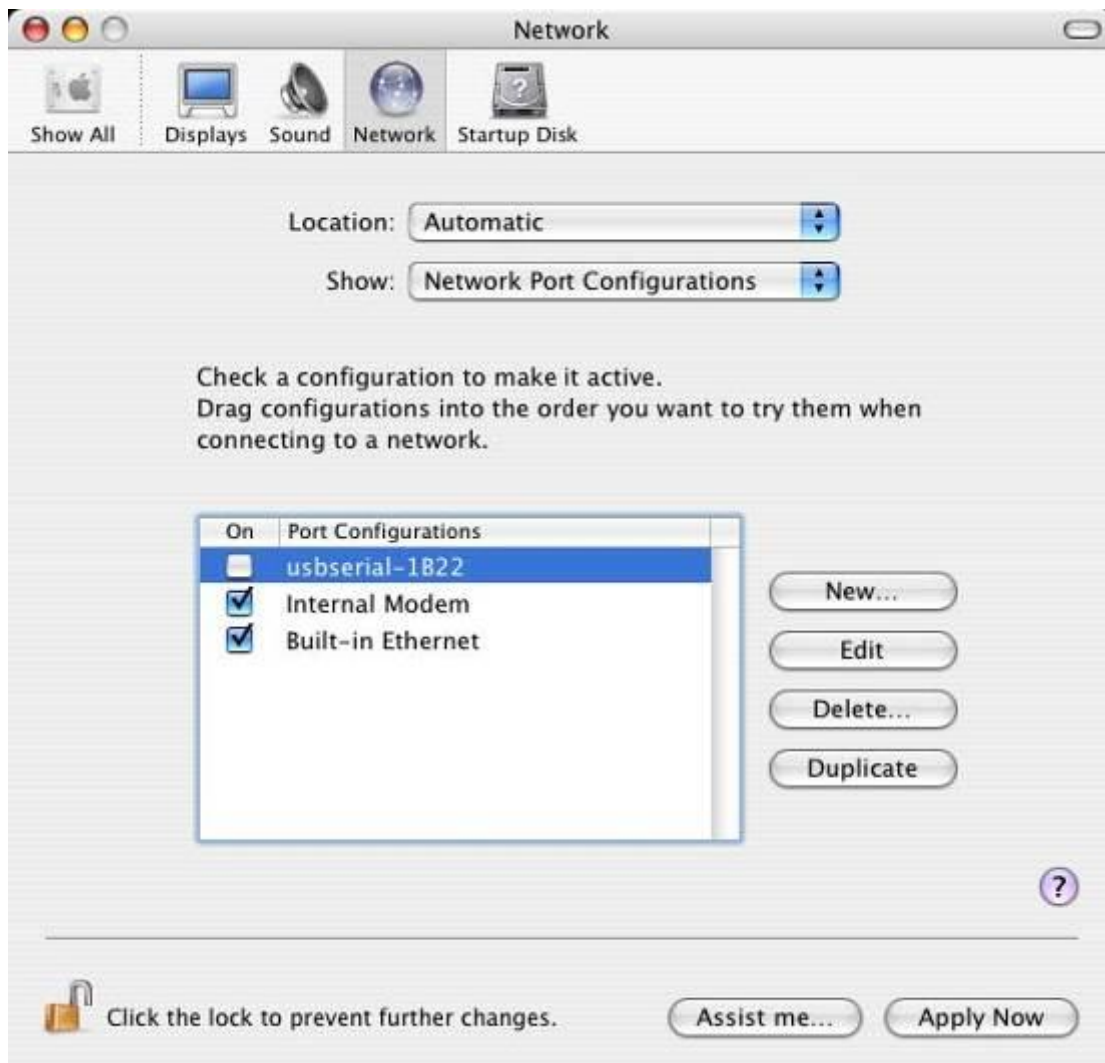 Network
Show All
Displays
Sound
Network
Startup Disk
Location: Automatic
Show: Network Port Configurations
Check a configuration to make it active.
Drag configurations into the order you want to try them when
connecting to a network.
On Port Configurations
usbserial-1B22
Internal Modem
Built-in Ethernet
New...
Edit
Delete...
Duplicate
?
Click the lock to prevent further changes.
Assist me...
Apply Now